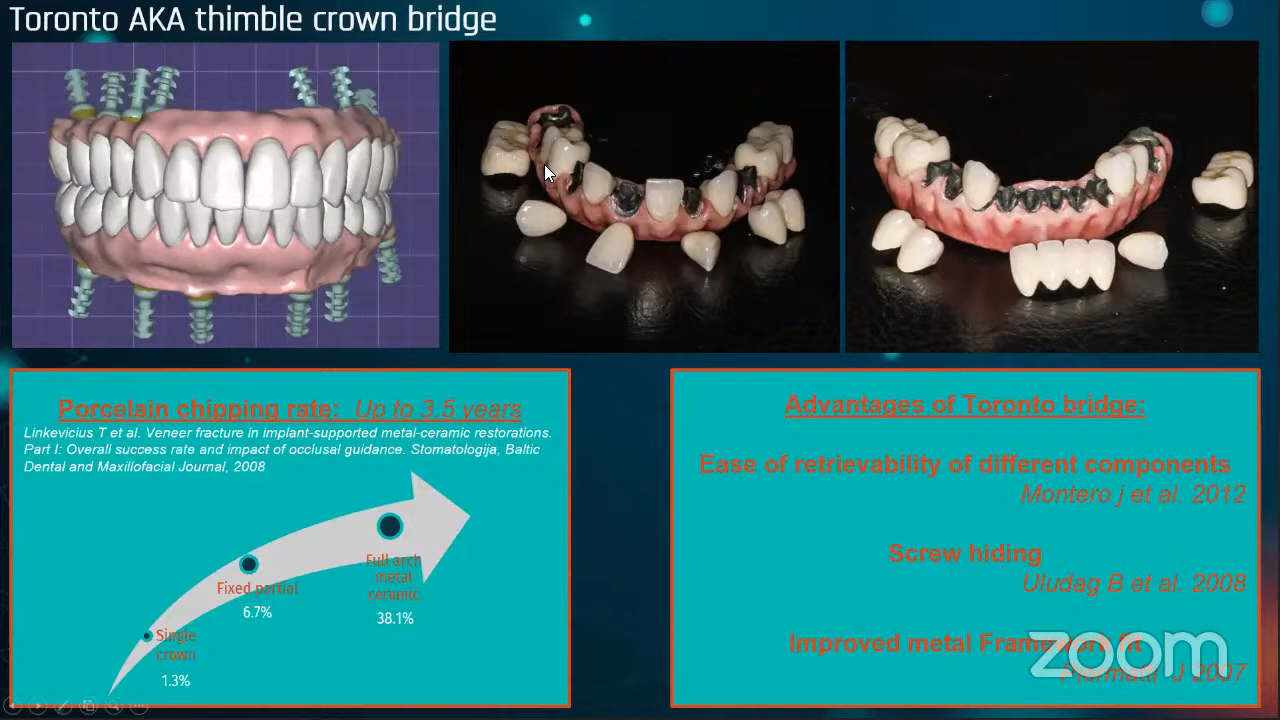 Toronto AKA thimble crown bridge
Porcelain chipping rate: Up to 3.5 years
Linkevicius T et al. Veneer fracture in implant-supported metal-ceramic restorations.
Part I: Overall success rate and impact of occlusal guidance. Stomatologija, Baltic
Dental and Maxillofacial Journal, 2008
Full arch
metal
ceramic
38.1%
Fixed partial
6.7%
Single
crown
1.3%
Advantages of Toronto bridge:
Ease of retrievability of different components
Montero j et al. 2012
Screw hiding
Uludag B et al. 2008
Improved metal Framework fit
J 2007
zoom